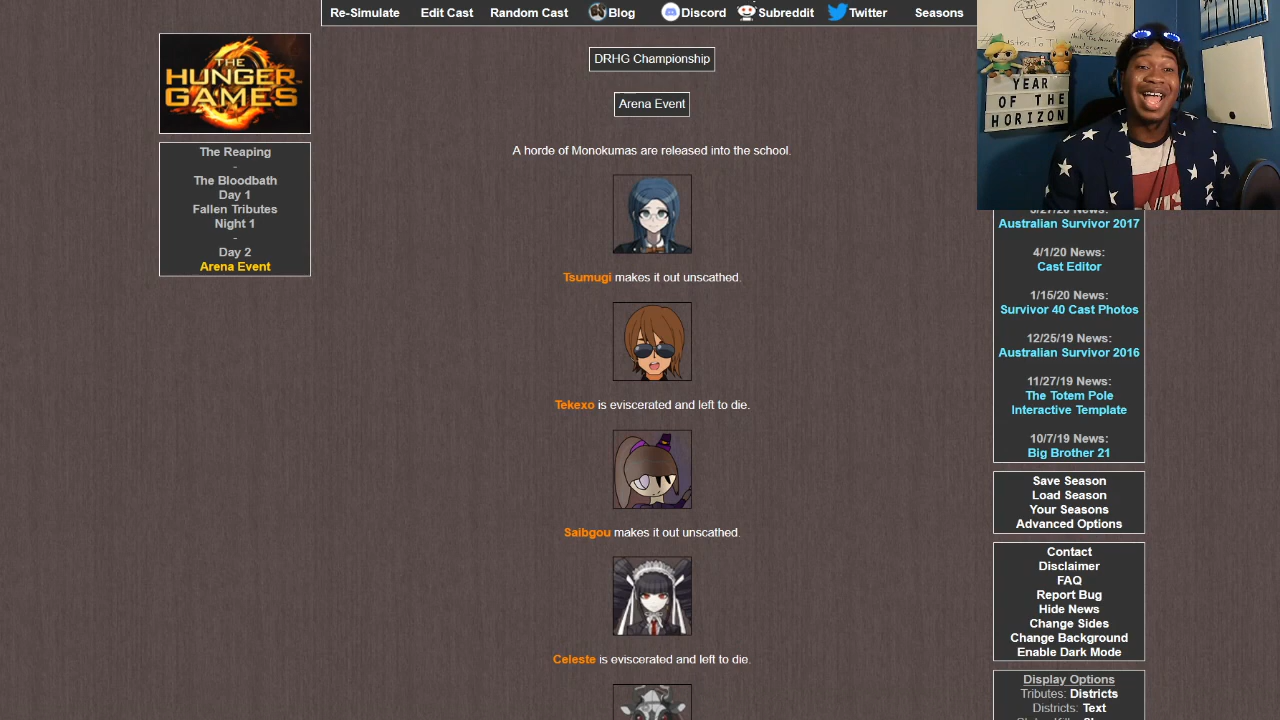 Re-Simulate Edit Cast Random Cast Blog Discord Subreddit Twitter Seasons
THE
HUNGER
GAMES
The Reaping
-
The Bloodbath
Day 1
Fallen Tributes
Night 1
-
Day 2
Arena Event
DRHG Championship
Arena Event
A horde of Monokumas are released into the school.
Tsumugi makes it out unscathed.
Tekexo is eviscerated and left to die.
Saibgou makes it out unscathed.
Celeste is eviscerated and left to die.
YEAR
OF THE
HORIZON
Australian Survivor 2017
4/1/20 News:
Cast Editor
1/15/20 News:
Survivor 40 Cast Photos
12/25/19 News:
Australian Survivor 2016
11/27/19 News:
The Totem Pole
Interactive Template
10/7/19 News:
Big Brother 21
Save Season
Load Season
Your Seasons
Advanced Options
Contact
Disclaimer
FAQ
Report Bug
Hide News
Change Sides
Change Background
Enable Dark Mode
Display Options
Tributes: Districts
Districts: Text